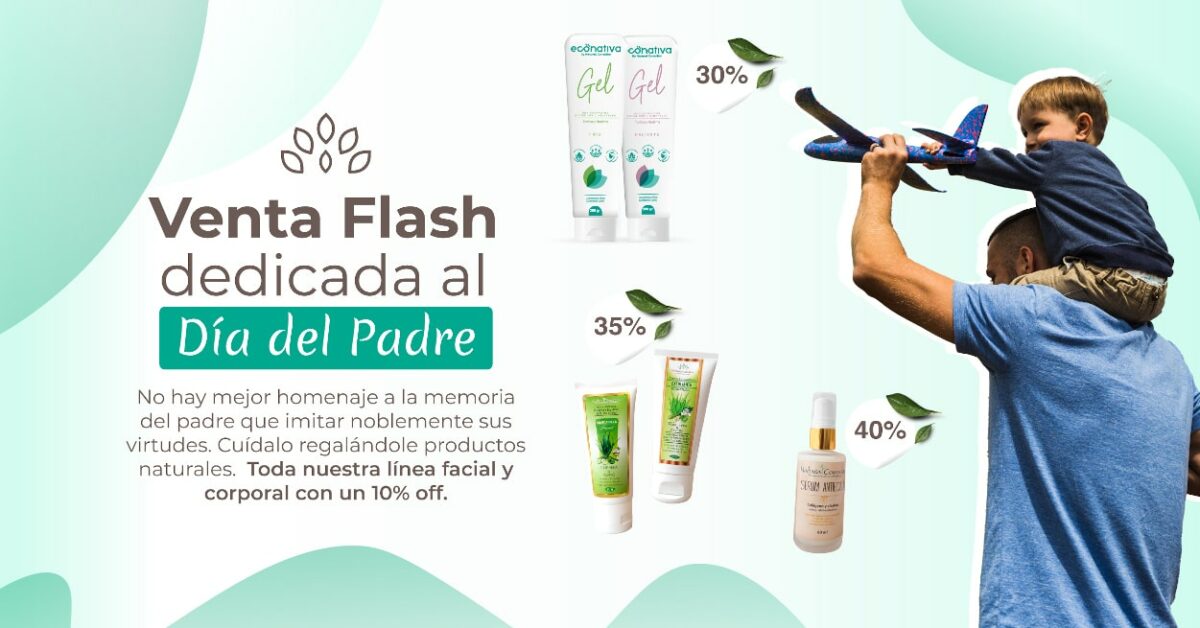 Venta Flash
dedicada al
Día del Padre
No hay mejor homenaje a la memoria
del padre que imitar noblemente sus
virtudes. Cuídalo regalándole productos
naturales. Toda nuestra línea facial y
corporal con un 10% off.
econativa
Gel
econativa
Gel
30%
35%
40%
SERUM